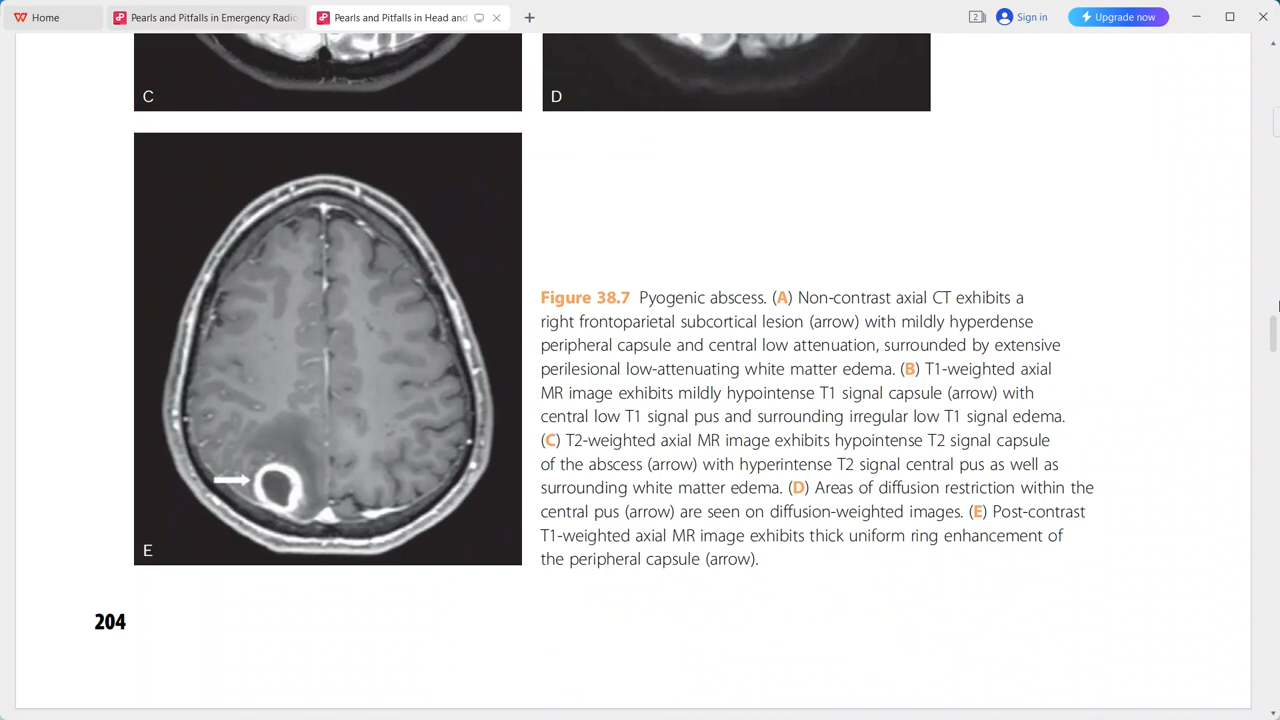 Home
Pearls and Pitfalls in Emergency Radio
Pearls and Pitfalls in Head and
2
Sign in
Upgrade now
C
D
E
Figure 38.7 Pyogenic abscess. (A) Non-contrast axial CT exhibits a
right frontoparietal subcortical lesion (arrow) with mildly hyperdense
peripheral capsule and central low attenuation, surrounded by extensive
perilesional low-attenuating white matter edema. (B) T1-weighted axial
MR image exhibits mildly hypointense T1 signal capsule (arrow) with
central low T1 signal pus and surrounding irregular low T1 signal edema.
(C) T2-weighted axial MR image exhibits hypointense T2 signal capsule
of the abscess (arrow) with hyperintense T2 signal central pus as well as
surrounding white matter edema. (D) Areas of diffusion restriction within the
central pus (arrow) are seen on diffusion-weighted images. (E) Post-contrast
T1-weighted axial MR image exhibits thick uniform ring enhancement of
the peripheral capsule (arrow).
204